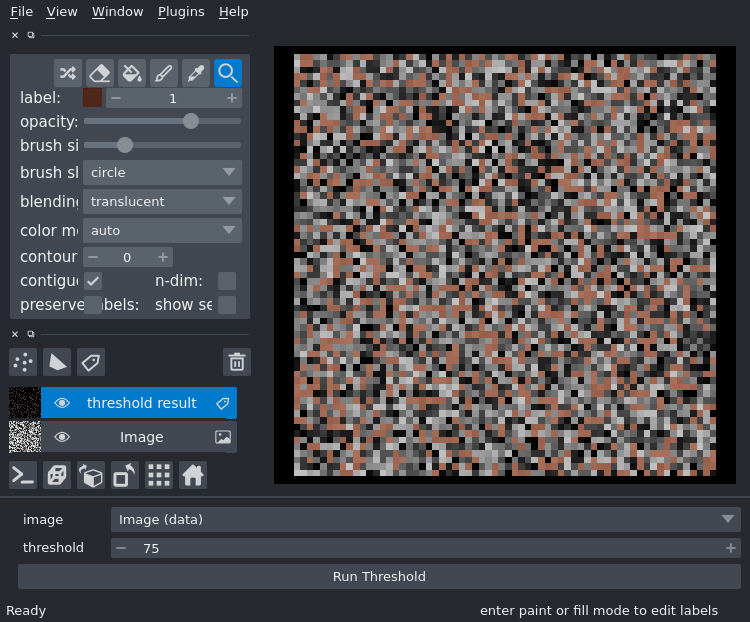 File View Window Plugins Help
label: 1
opacity:
brush si
brush sl circle
blending translucent
color m auto
contour 0
contigu n-dim:
preserve abels: show se
threshold result
Image
image Image (data)
threshold 75
Run Threshold
Ready enter paint or fill mode to edit labels